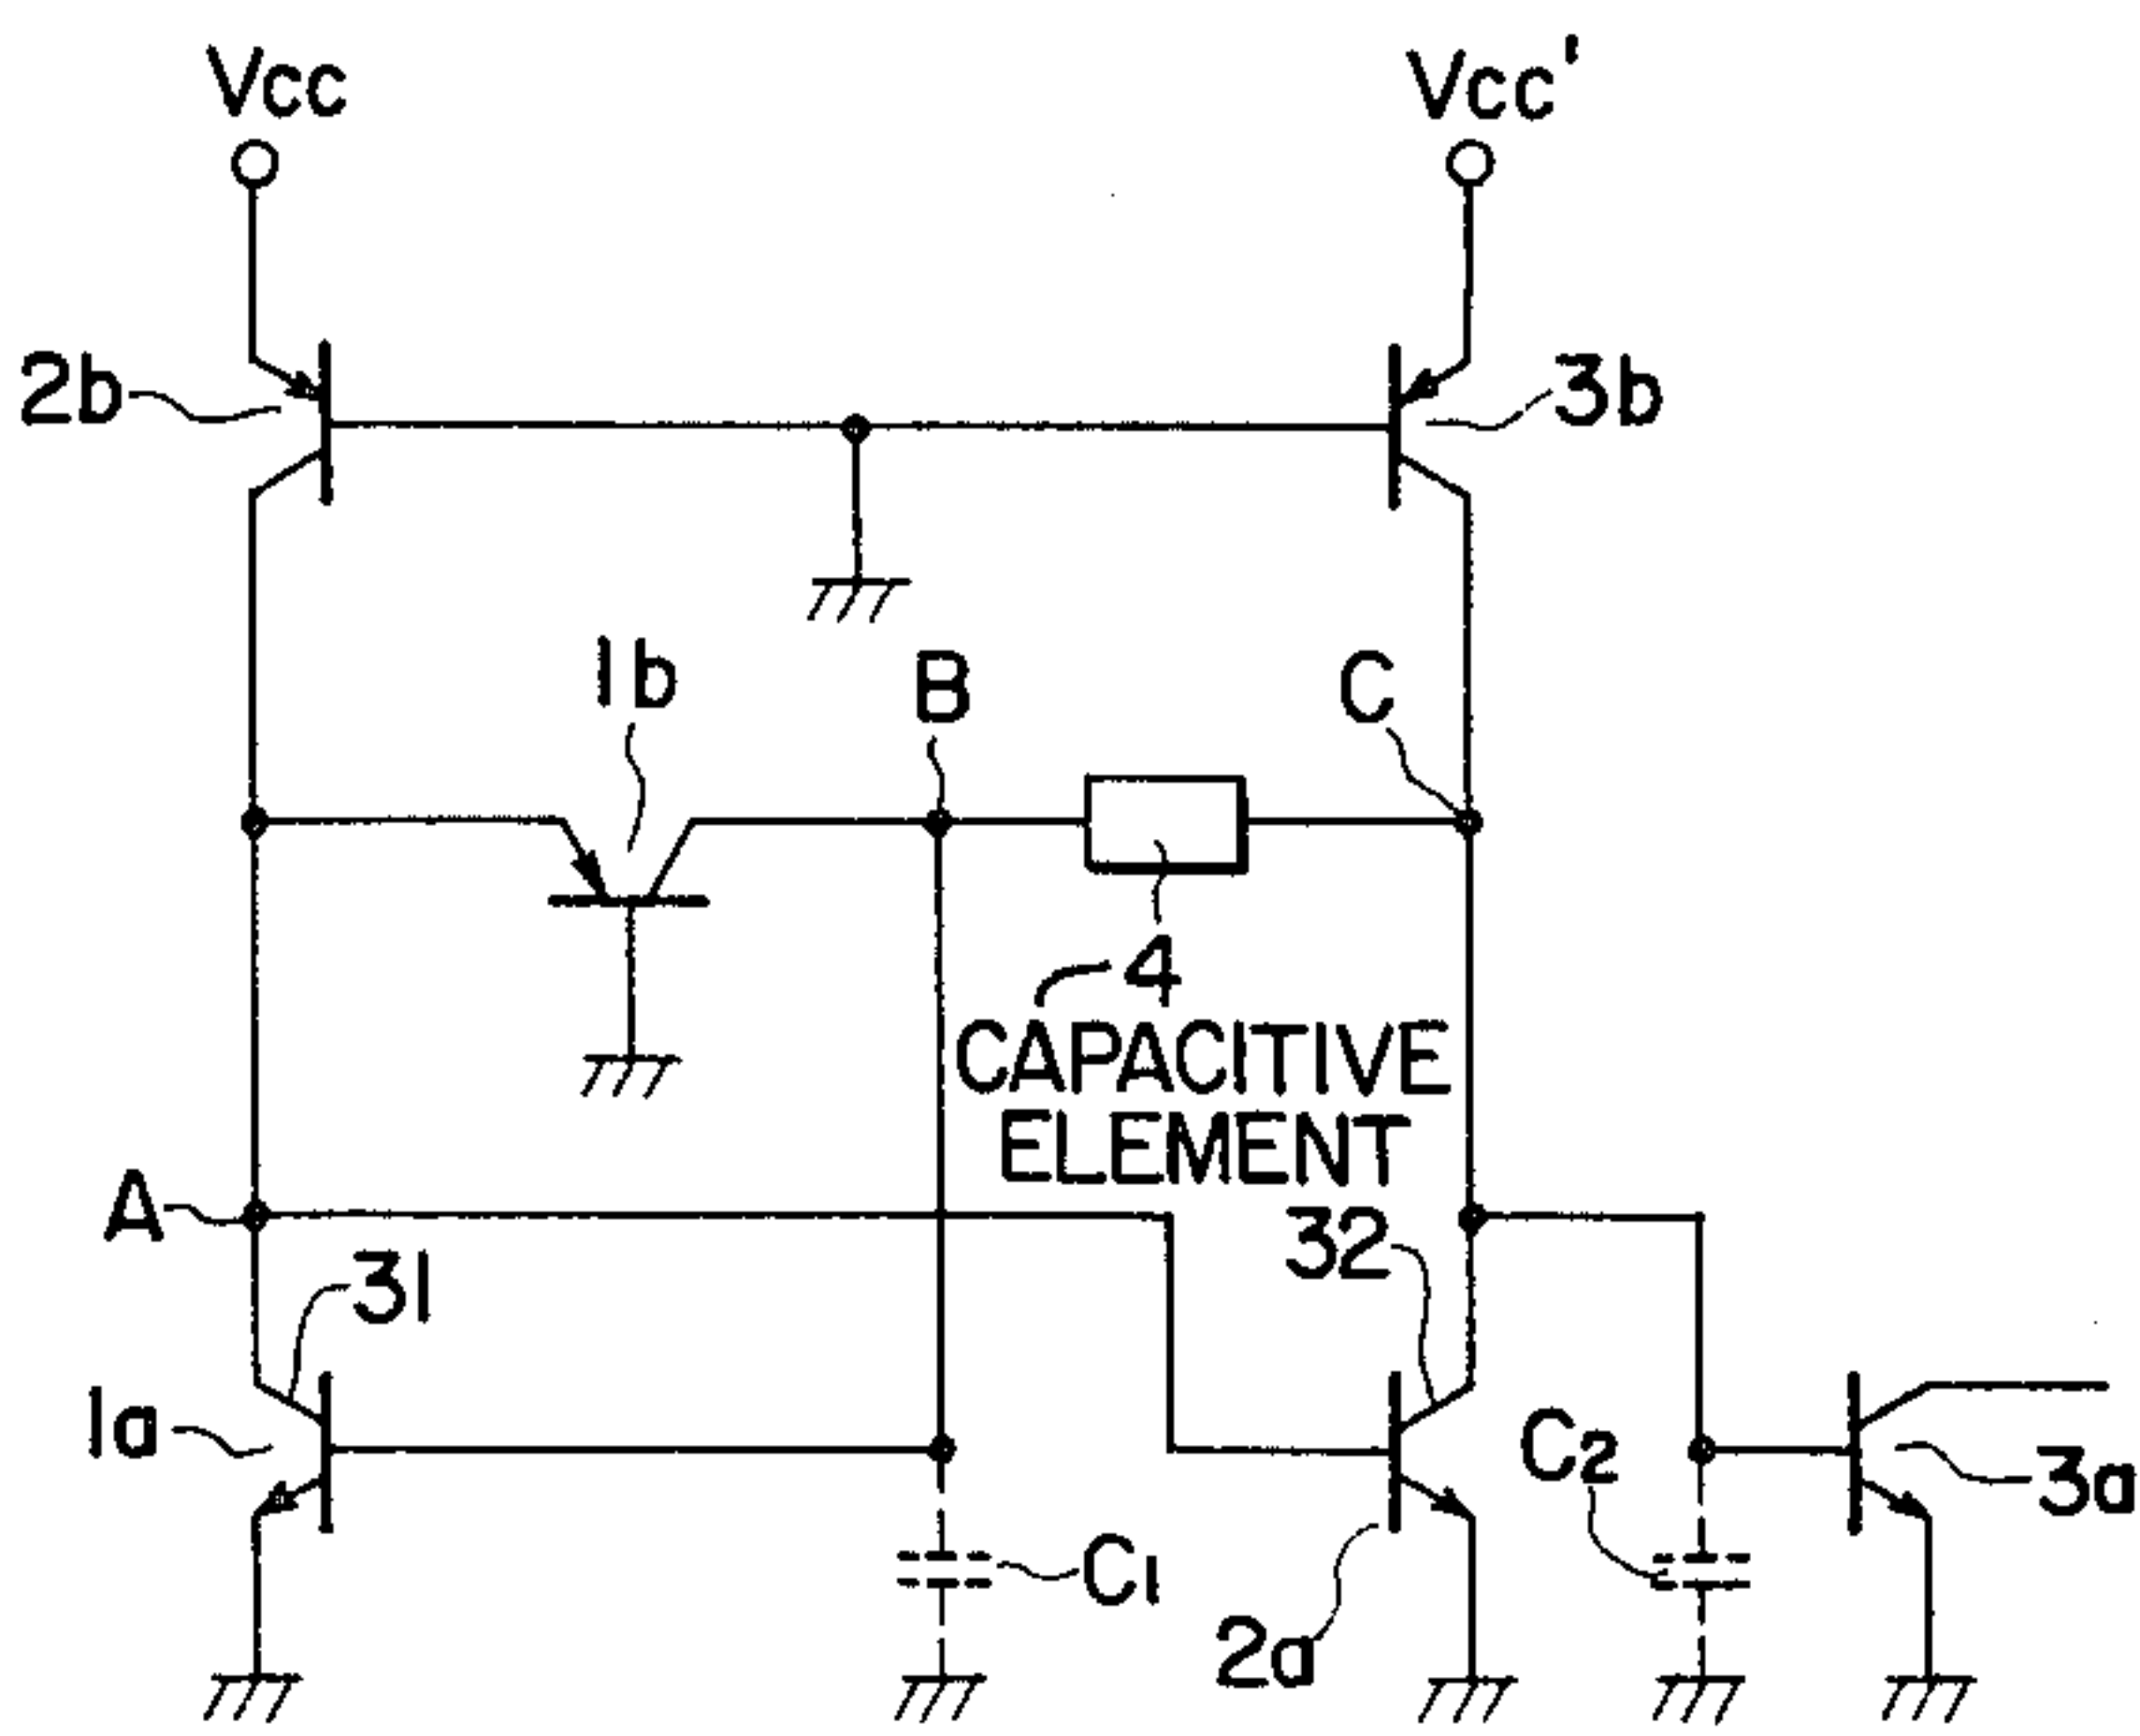 Vcc
Vcc'
2b
3b
1b
B
C
4
CAPACITIVE
ELEMENT
A
31
32
1a
C2
3a
C1
2a